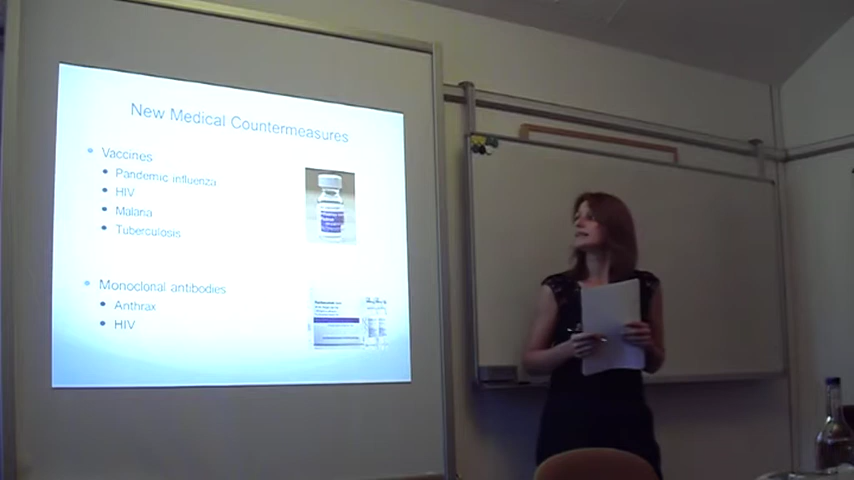 New Medical Countermeasures
Vaccines
Pandemic influenza
HIV
Malaria
Tuberculosis
Monoclonal antibodies
Anthrax
HIV